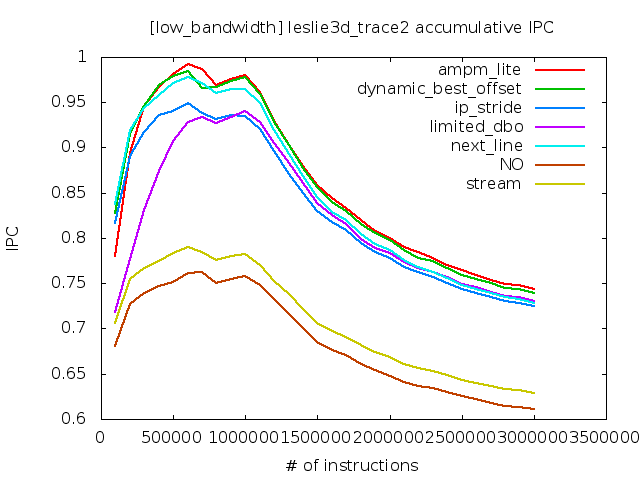 [low_bandwidth] leslie3d_trace2 accumulative IPC
1
0.95
0.9
0.85
0.8
0.75
0.7
0.65
0.6
IPC
ampm_lite
dynamic_best_offset
ip_stride
limited_dbo
next_line
NO
stream
0 500000 1000000 1500000 2000000 2500000 3000000 3500000
# of instructions